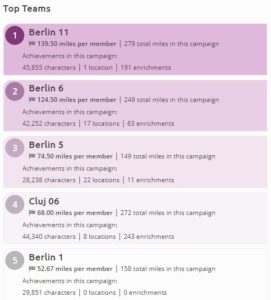 Top Teams
1 Berlin 11
139.50 miles per member | 279 total miles in this campaign
Achievements in this campaign:
45,855 characters | 1 location | 191 enrichments
2 Berlin 6
124.50 miles per member | 249 total miles in this campaign
Achievements in this campaign:
42,252 characters | 17 locations | 63 enrichments
3 Berlin 5
74.50 miles per member | 149 total miles in this campaign
Achievements in this campaign:
28,238 characters | 22 locations | 11 enrichments
4 Cluj 06
68.00 miles per member | 272 total miles in this campaign
Achievements in this campaign:
44,340 characters | 8 locations | 243 enrichments
5 Berlin 1
52.67 miles per member | 158 total miles in this campaign
Achievements in this campaign:
29,851 characters | 0 locations | 0 enrichments